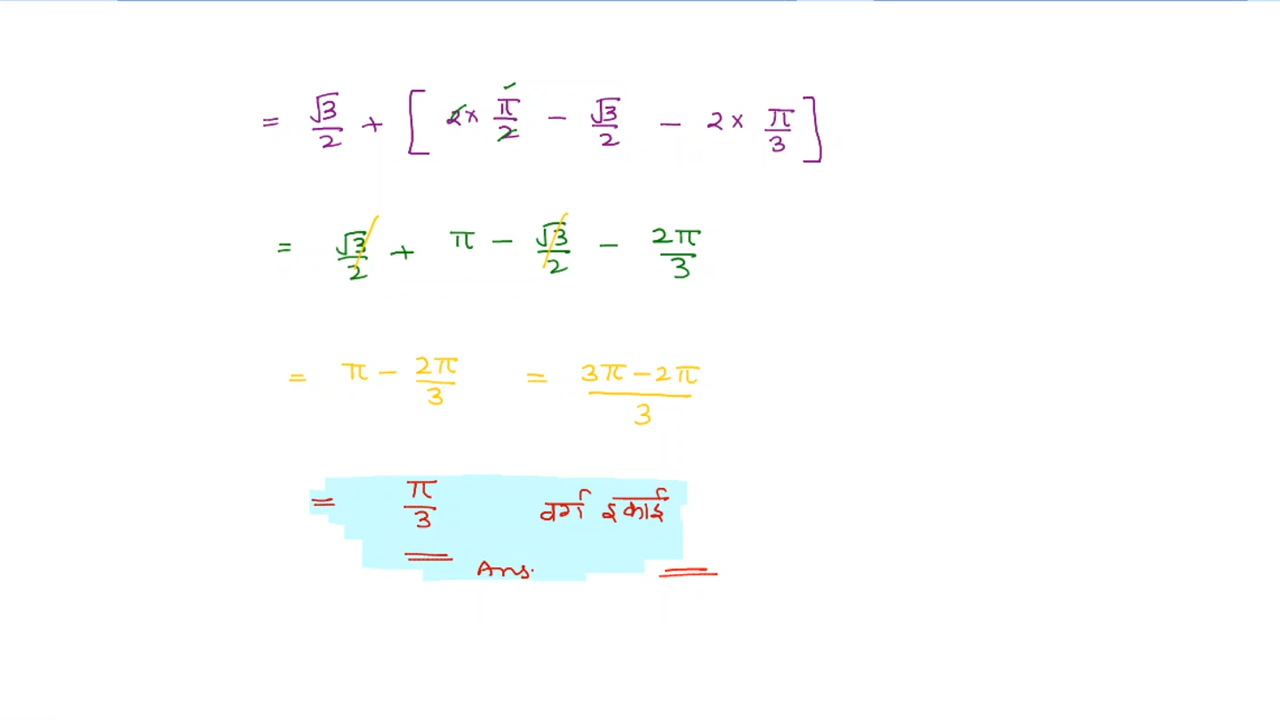 = √3/2 + [ 2 × π/2 − √3/2 − 2 × π/3 ]
= √3/2 + π − √3/2 − 2π/3
= π − 2π/3 = 3π − 2π/3
= π/3 वर्ग इकाई
Ans.